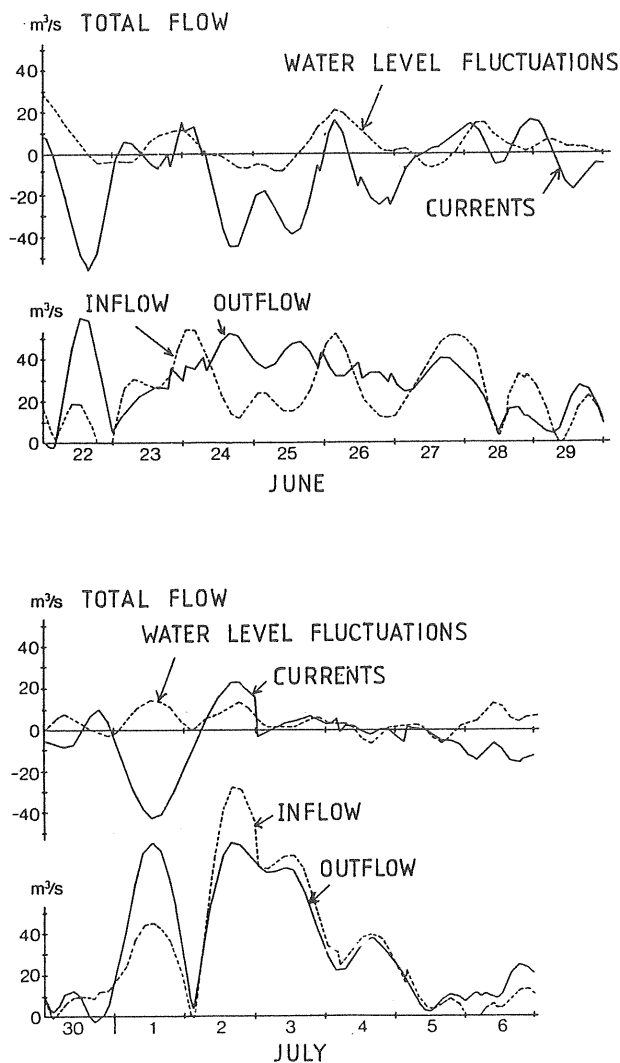 m³/s TOTAL FLOW
40
WATER LEVEL FLUCTUATIONS
20
0
-20
CURRENTS
-40
m³/s
INFLOW OUTFLOW
40
20
0
22 23 24 25 26 27 28 29
JUNE
m³/s TOTAL FLOW
WATER LEVEL FLUCTUATIONS
40
CURRENTS
20
0
-20
-40
INFLOW
OUTFLOW
m³/s
40
20
0
30 1 2 3 4 5 6
JULY